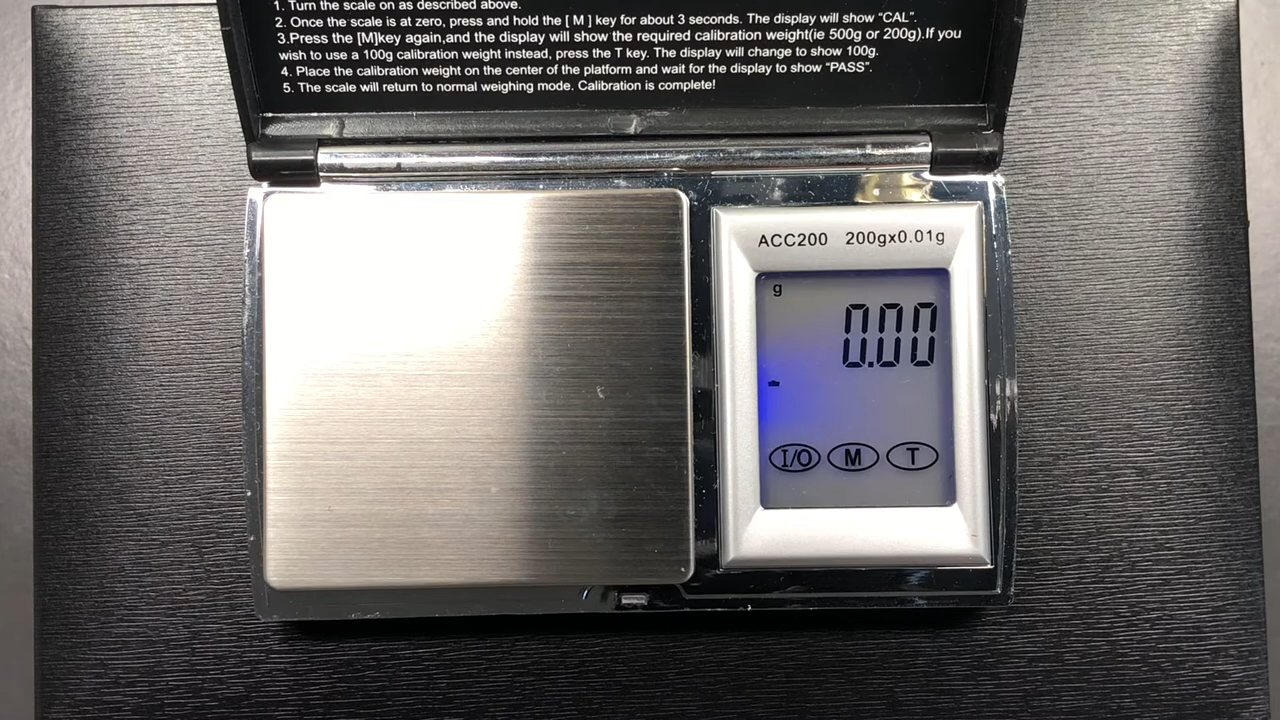 1. Turn the scale on as described above.
2. Once the scale is at zero, press and hold the [ M ] key for about 3 seconds. The display will show “CAL”.
3.Press the [M]key again,and the display will show the required calibration weight(ie 500g or 200g).If you
wish to use a 100g calibration weight instead, press the T key. The display will change to show 100g.
4. Place the calibration weight on the center of the platform and wait for the display to show “PASS”.
5. The scale will return to normal weighing mode. Calibration is complete!
ACC200 200gx0.01g
g
0.00
I/O M T